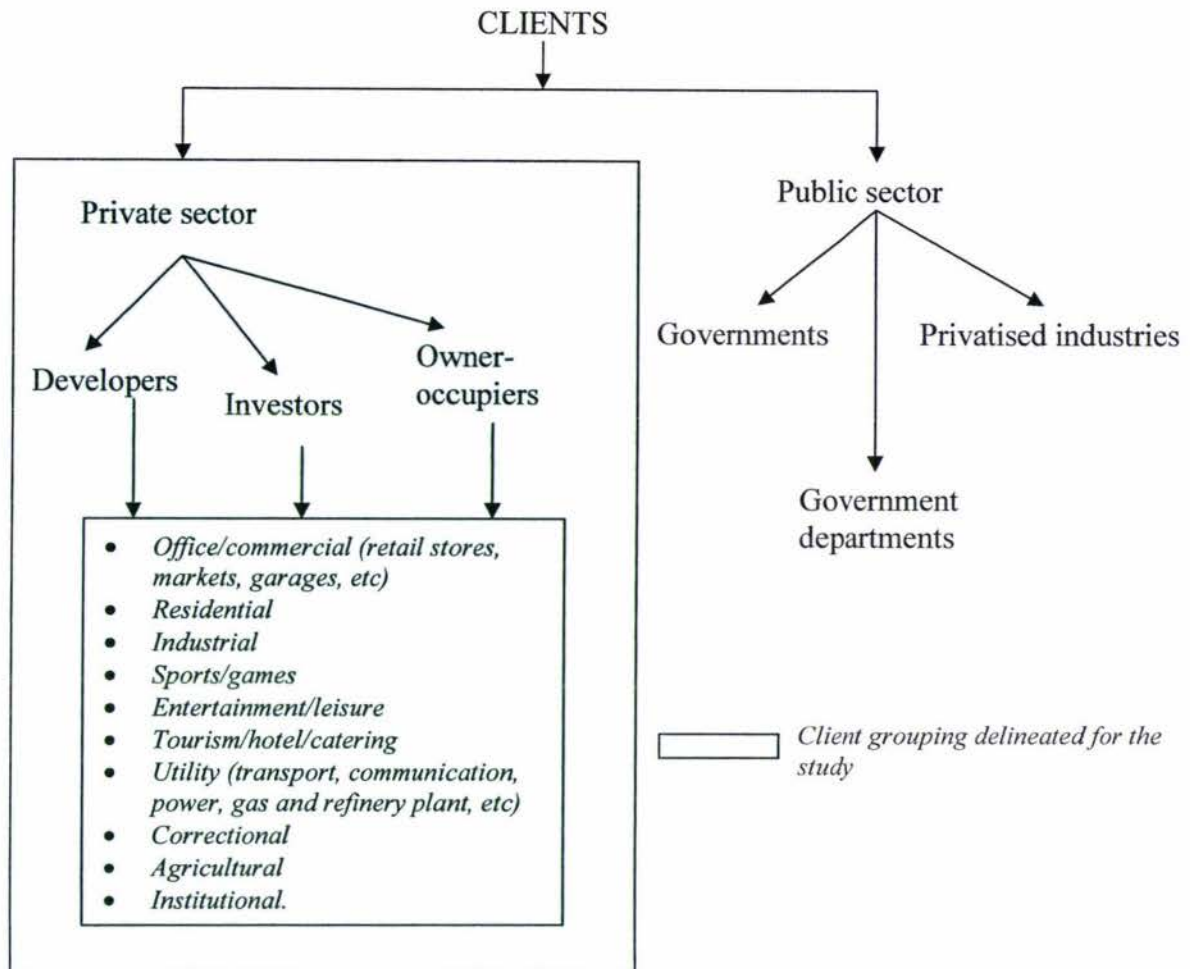 CLIENTS
Private sector
Developers
Investors
Owner-
occupiers
• Office/commercial (retail stores,
markets, garages, etc)
• Residential
• Industrial
• Sports/games
• Entertainment/leisure
• Tourism/hotel/catering
• Utility (transport, communication,
power, gas and refinery plant, etc)
• Correctional
• Agricultural
• Institutional.
Public sector
Governments
Privatised industries
Government
departments
Client grouping delineated for the
study